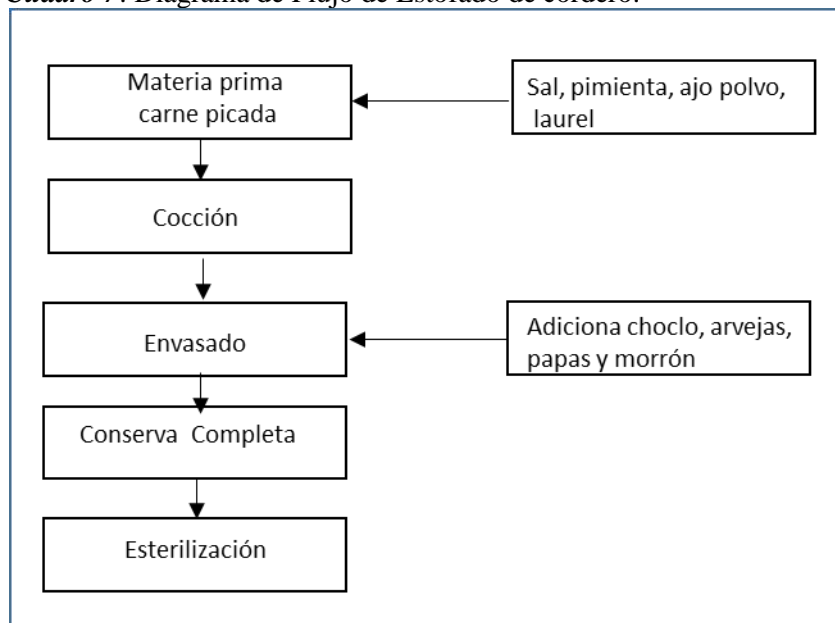 Cuadro 7. Diagrama de Flujo de Estofado de cordero.
Materia prima
carne picada
Sal, pimienta, ajo polvo,
laurel
Cocción
Envasado
Adiciona choclo, arvejas,
papas y morrón
Conserva Completa
Esterilización